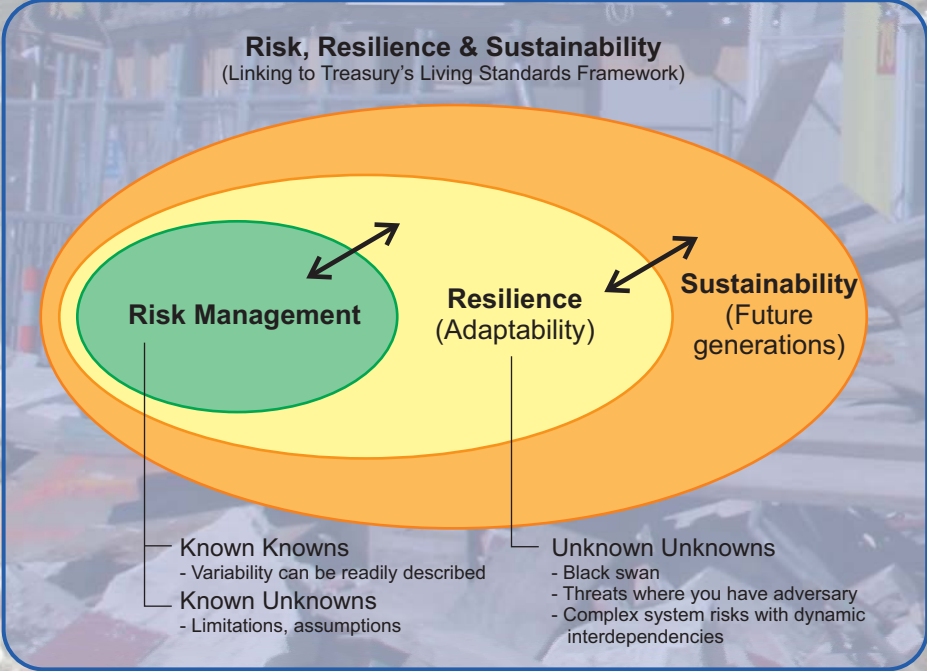 Risk, Resilience & Sustainability
(Linking to Treasury's Living Standards Framework)
Risk Management
Resilience
(Adaptability)
Sustainability
(Future
generations)
Known Knowns
- Variability can be readily described
Known Unknowns
- Limitations, assumptions
Unknown Unknowns
- Black swan
- Threats where you have adversary
- Complex system risks with dynamic
interdependencies